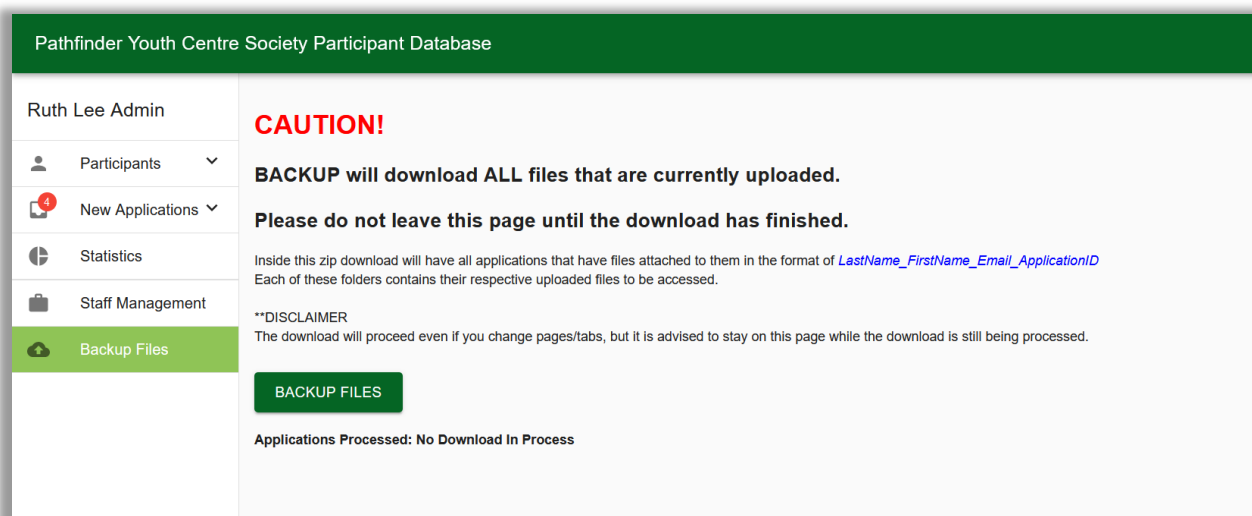 Pathfinder Youth Centre Society Participant Database
Ruth Lee Admin
Participants
4
New Applications
Statistics
Staff Management
Backup Files
CAUTION!
BACKUP will download ALL files that are currently uploaded.
Please do not leave this page until the download has finished.
Inside this zip download will have all applications that have files attached to them in the format of LastName_FirstName_Email_ApplicationID
Each of these folders contains their respective uploaded files to be accessed.
**DISCLAIMER
The download will proceed even if you change pages/tabs, but it is advised to stay on this page while the download is still being processed.
BACKUP FILES
Applications Processed: No Download In Process